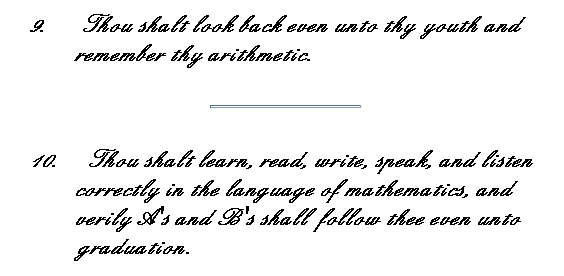 9. Thou shalt look back even unto thy youth and
remember thy arithmetic.
10. Thou shalt learn, read, write, speak, and listen
correctly in the language of mathematics, and
verily A's and B's shall follow thee even unto
graduation.